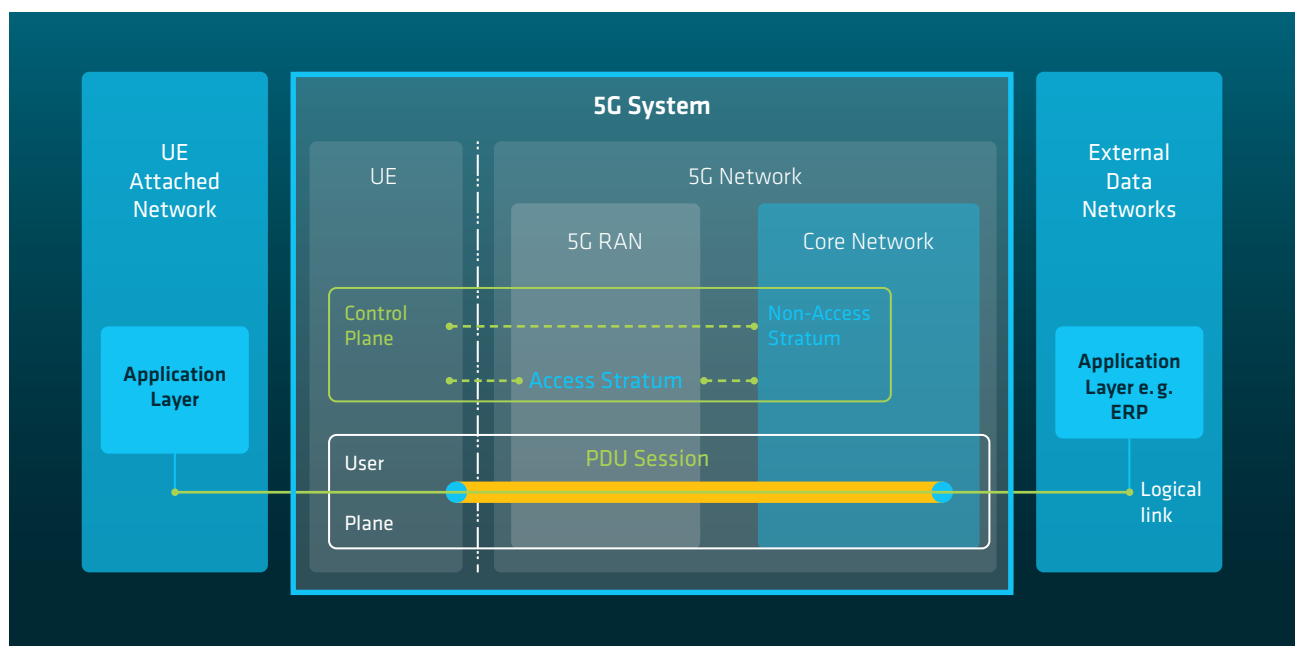 5G System
UE
Attached
Network
UE
5G Network
External
Data
Networks
5G RAN
Core Network
Control
Plane
Non-Access
Stratum
Access Stratum
Application
Layer
Application
Layer e. g.
ERP
User
PDU Session
Plane
Logical
link